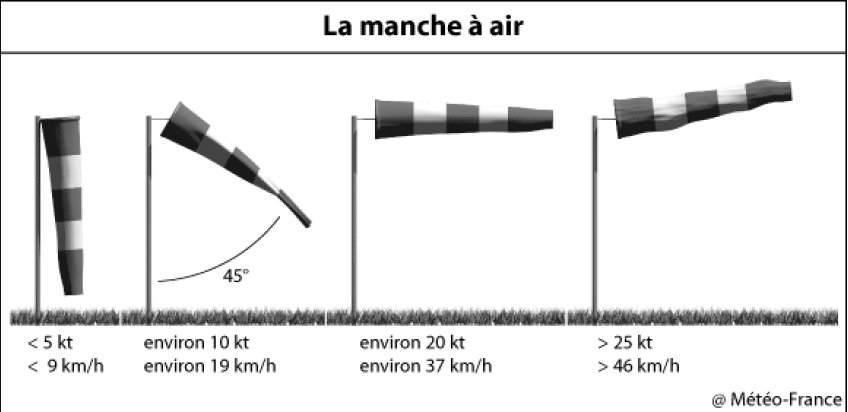 La manche à air
45°
< 5 kt
< 9 km/h
environ 10 kt
environ 19 km/h
environ 20 kt
environ 37 km/h
> 25 kt
> 46 km/h
@ Météo-France